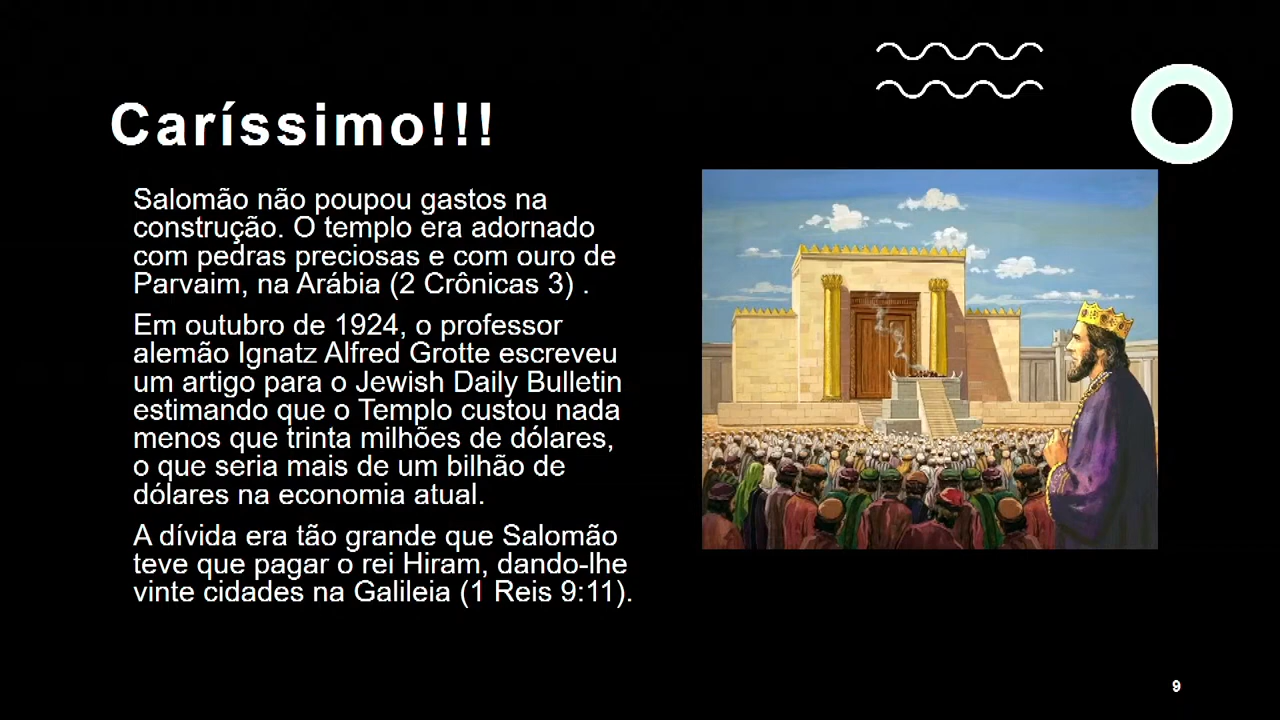 Caríssimo!!!
Salomão não poupou gastos na
construção. O templo era adornado
com pedras preciosas e com ouro de
Parvaim, na Arábia (2 Crônicas 3) .
Em outubro de 1924, o professor
alemão Ignatz Alfred Grotte escreveu
um artigo para o Jewish Daily Bulletin
estimando que o Templo custou nada
menos que trinta milhões de dólares,
o que seria mais de um bilhão de
dólares na economia atual.
A dívida era tão grande que Salomão
teve que pagar o rei Hiram, dando-lhe
vinte cidades na Galileia (1 Reis 9:11).
9